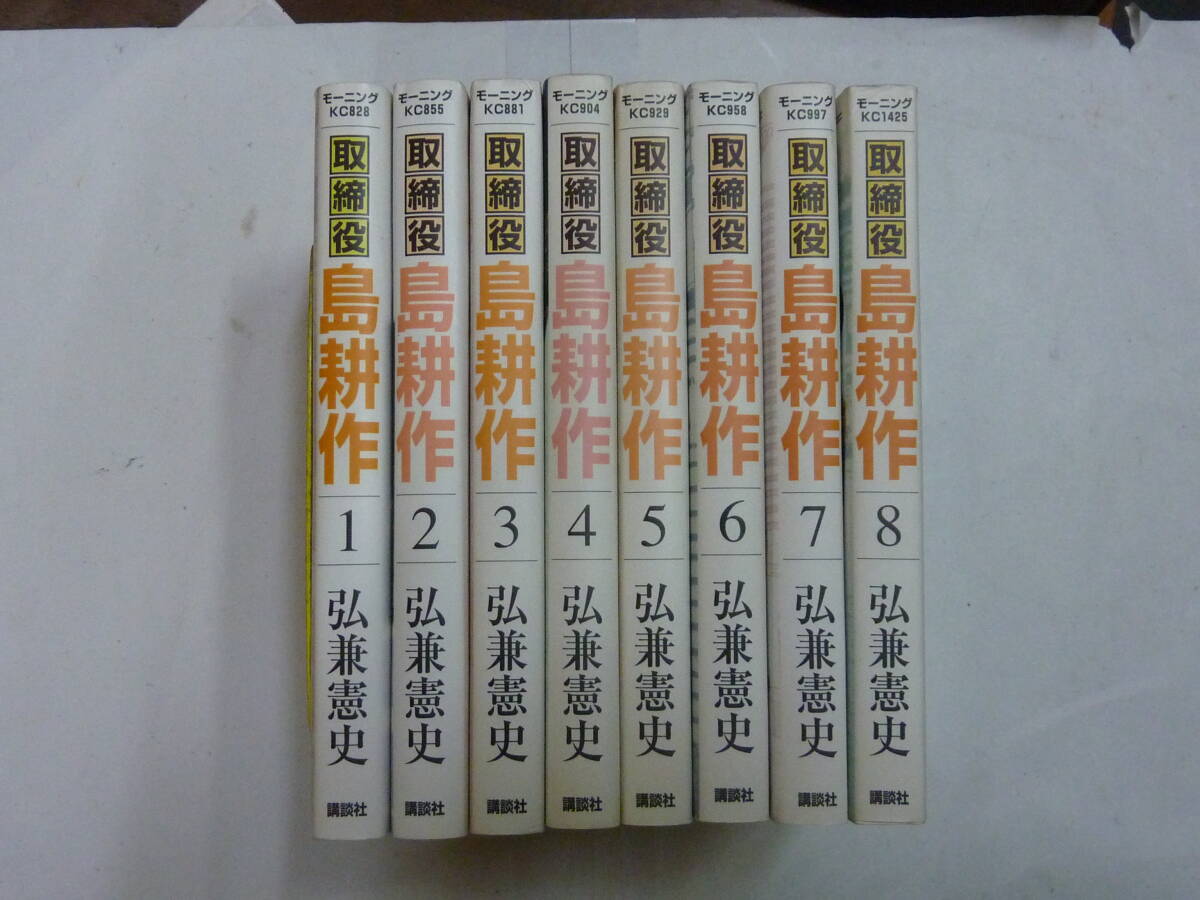 モーニング
KC828
取締役
島耕作
1
弘兼憲史
講談社
モーニング
KC855
取締役
島耕作
2
弘兼憲史
講談社
モーニング
KC881
取締役
島耕作
3
弘兼憲史
講談社
モーニング
KC904
取締役
島耕作
4
弘兼憲史
講談社
モーニング
KC929
取締役
島耕作
5
弘兼憲史
講談社
モーニング
KC958
取締役
島耕作
6
弘兼憲史
講談社
モーニング
KC997
取締役
島耕作
7
弘兼憲史
講談社
モーニング
KC1425
取締役
島耕作
8
弘兼憲史
講談社